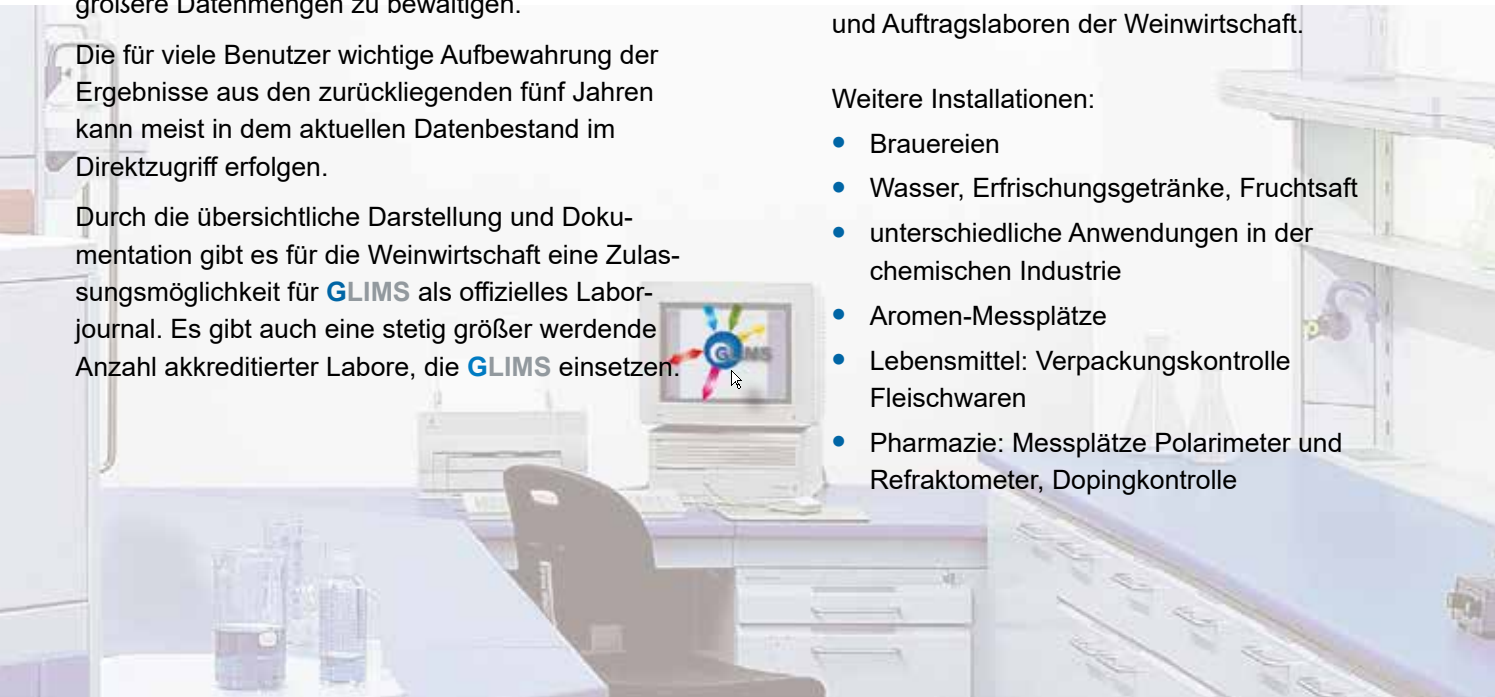 größere Datenmengen zu bewältigen.
Die für viele Benutzer wichtige Aufbewahrung der
Ergebnisse aus den zurückliegenden fünf Jahren
kann meist in dem aktuellen Datenbestand im
Direktzugriff erfolgen.
Durch die übersichtliche Darstellung und Doku-
mentation gibt es für die Weinwirtschaft eine Zulas-
sungsmöglichkeit für GLIMS als offizielles Labor-
journal. Es gibt auch eine stetig größer werdende
Anzahl akkreditierter Labore, die GLIMS einsetzen.
und Auftragslaboren der Weinwirtschaft.
Weitere Installationen:
• Brauereien
• Wasser, Erfrischungsgetränke, Fruchtsaft
• unterschiedliche Anwendungen in der
chemischen Industrie
• Aromen-Messplätze
• Lebensmittel: Verpackungskontrolle
Fleischwaren
• Pharmazie: Messplätze Polarimeter und
Refraktometer, Dopingkontrolle
GLIMS